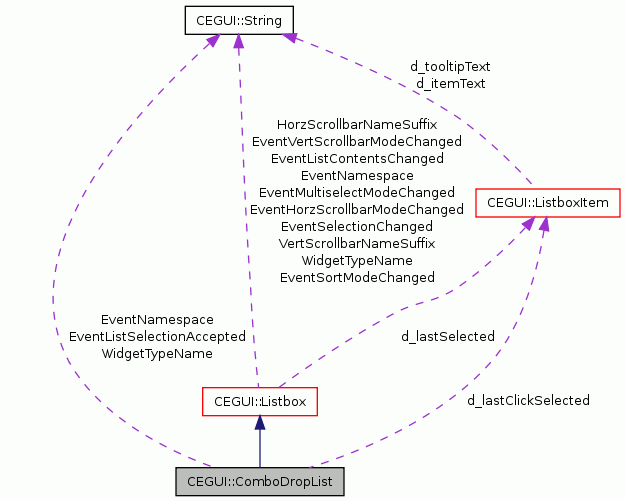 CEGUI::String
d_tooltipText
d_itemText
HorzScrollbarNameSuffix
EventVertScrollbarModeChanged
EventListContentsChanged
EventNamespace
EventMultiselectModeChanged
EventHorzScrollbarModeChanged
EventSelectionChanged
VertScrollbarNameSuffix
WidgetTypeName
EventSortModeChanged
CEGUI::ListboxItem
EventNamespace
EventListSelectionAccepted
WidgetTypeName
d_lastSelected
CEGUI::Listbox
d_lastClickSelected
CEGUI::ComboDropList